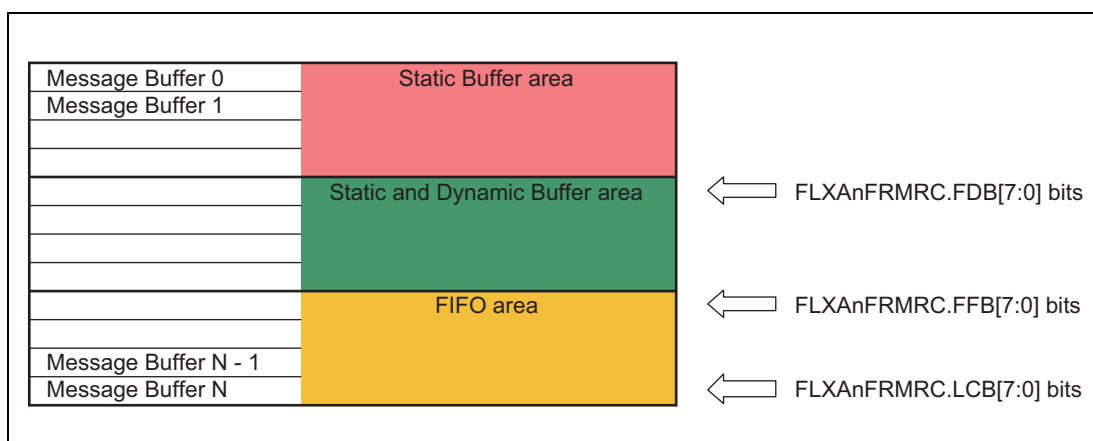 Message Buffer 0
Static Buffer area
Message Buffer 1
Static and Dynamic Buffer area
FLXAnFRMRC.FDB[7:0] bits
FIFO area
FLXAnFRMRC.FFB[7:0] bits
Message Buffer N - 1
Message Buffer N
FLXAnFRMRC.LCB[7:0] bits